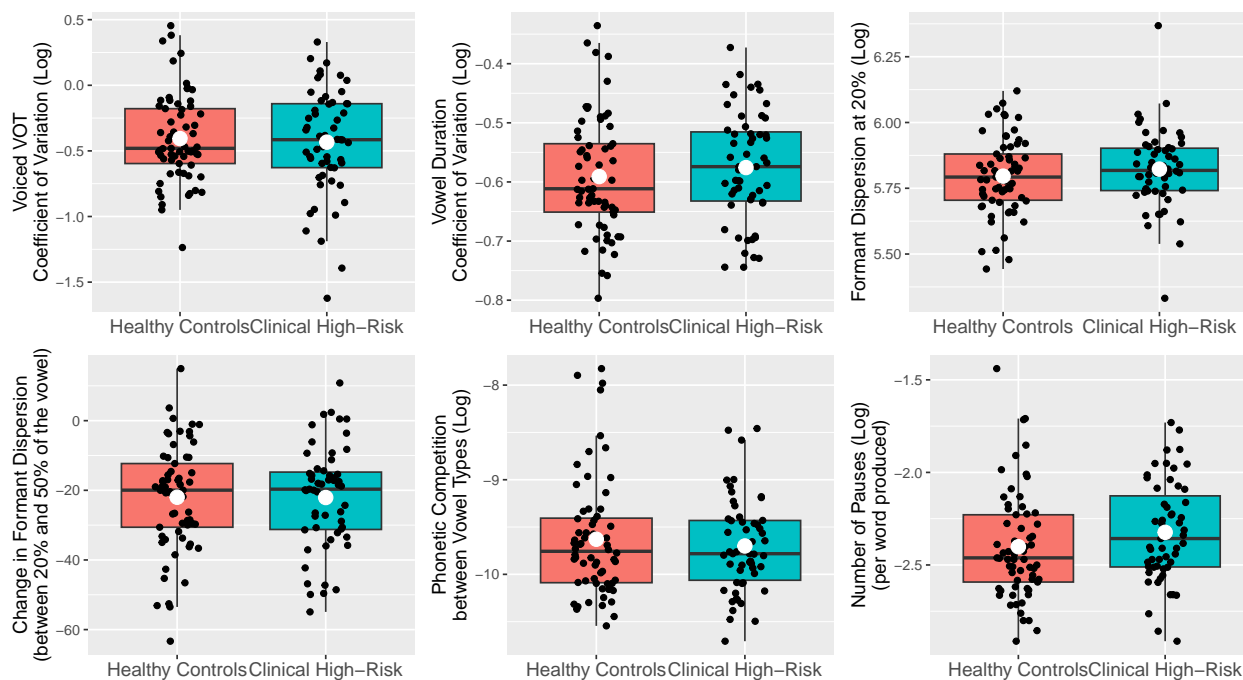 Voiced VOT
Coefficient of Variation (Log)
0.5
0.0
−0.5
−1.0
−1.5
Healthy Controls
Clinical High−Risk
Vowel Duration
Coefficient of Variation (Log)
−0.4
−0.5
−0.6
−0.7
−0.8
Healthy Controls
Clinical High−Risk
Formant Dispersion at 20% (Log)
6.25
6.00
5.75
5.50
Healthy Controls
Clinical High−Risk
Change in Formant Dispersion
(between 20% and 50% of the vowel)
0
−20
−40
−60
Healthy Controls
Clinical High−Risk
Phonetic Competition
between Vowel Types (Log)
−8
−9
−10
Healthy Controls
Clinical High−Risk
Number of Pauses (Log)
(per word produced)
−1.5
−2.0
−2.5
Healthy Controls
Clinical High−Risk